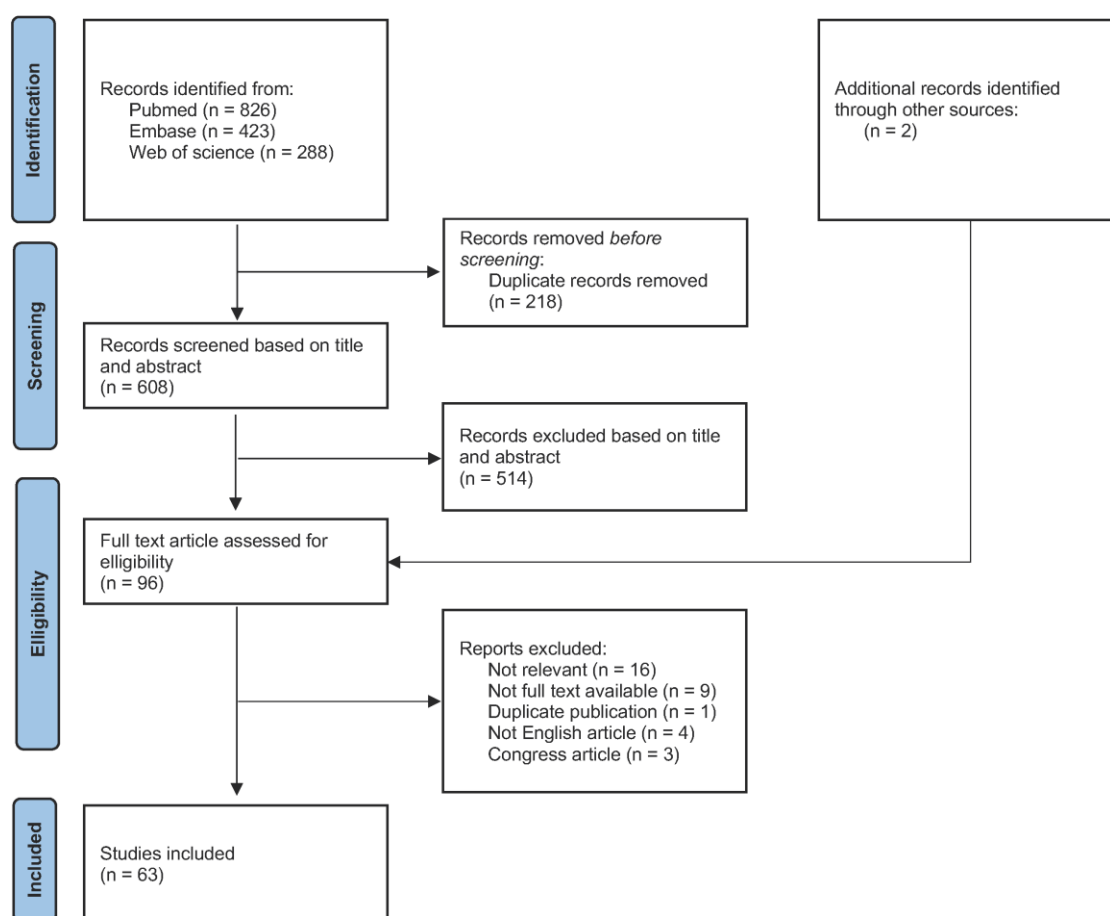 Identification
Records identified from:
Pubmed (n = 826)
Embase (n = 423)
Web of science (n = 288)
Additional records identified
through other sources:
(n = 2)
Screening
Records removed before
screening:
Duplicate records removed
(n = 218)
Records screened based on title
and abstract
(n = 608)
Records excluded based on title
and abstract
(n = 514)
Elligibility
Full text article assessed for
elligibility
(n = 96)
Reports excluded:
Not relevant (n = 16)
Not full text available (n = 9)
Duplicate publication (n = 1)
Not English article (n = 4)
Congress article (n = 3)
Included
Studies included
(n = 63)